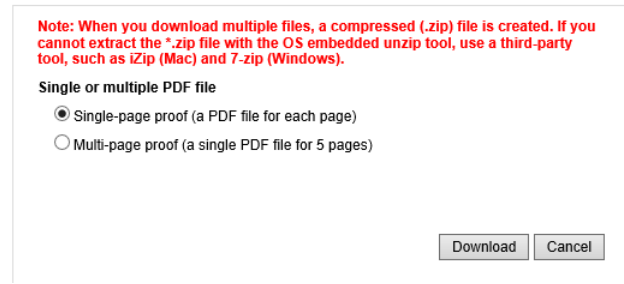 Note: When you download multiple files, a compressed (.zip) file is created. If you
cannot extract the *.zip file with the OS embedded unzip tool, use a third-party
tool, such as iZip (Mac) and 7-zip (Windows).
Single or multiple PDF file
Single-page proof (a PDF file for each page)
Multi-page proof (a single PDF file for 5 pages)
Download Cancel